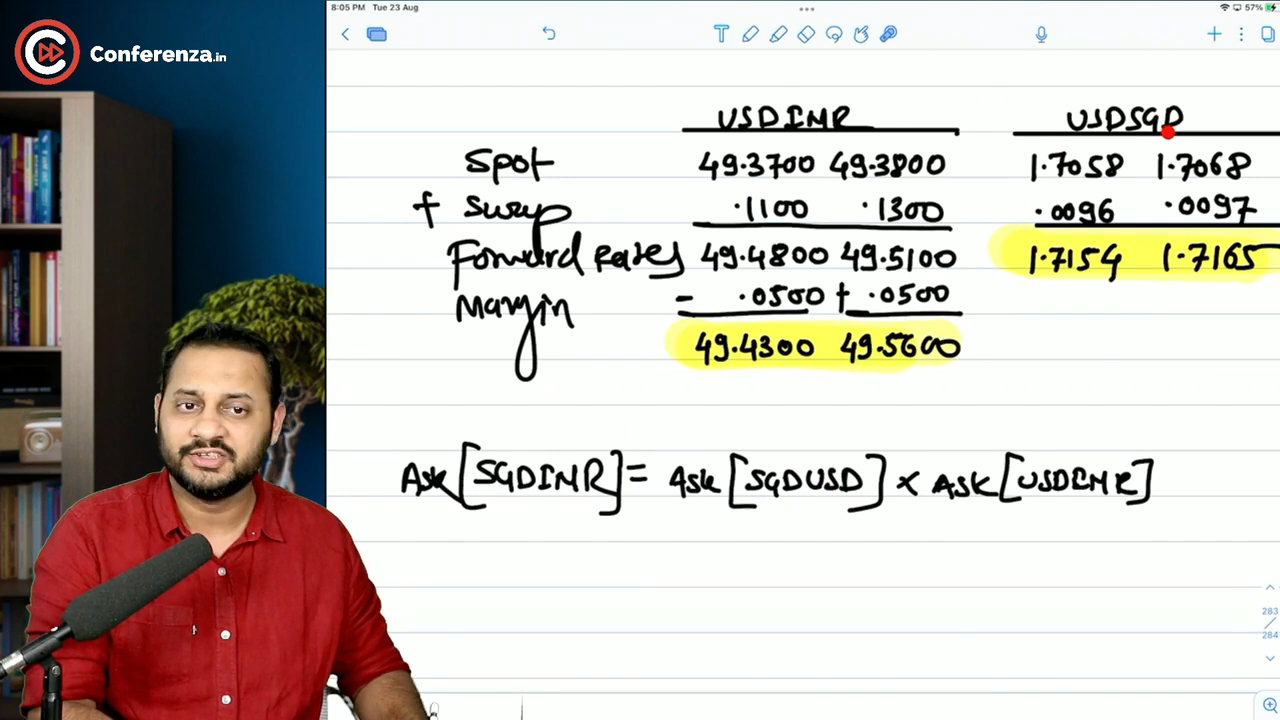 8:05 PM Tue 23 Aug
57%
Conferenza.in
USDINR USDSGD
Spot 49.3700 49.3800 1.7058 1.7068
+ Swap .1100 .1300 .0096 .0097
Forward Rates 49.4800 49.5100 1.7154 1.7165
Margin - .0500 + .0500
49.4300 49.5600
Ask [SGDINR] = Ask [SGDUSD] × ASK [USDINR]
283
284